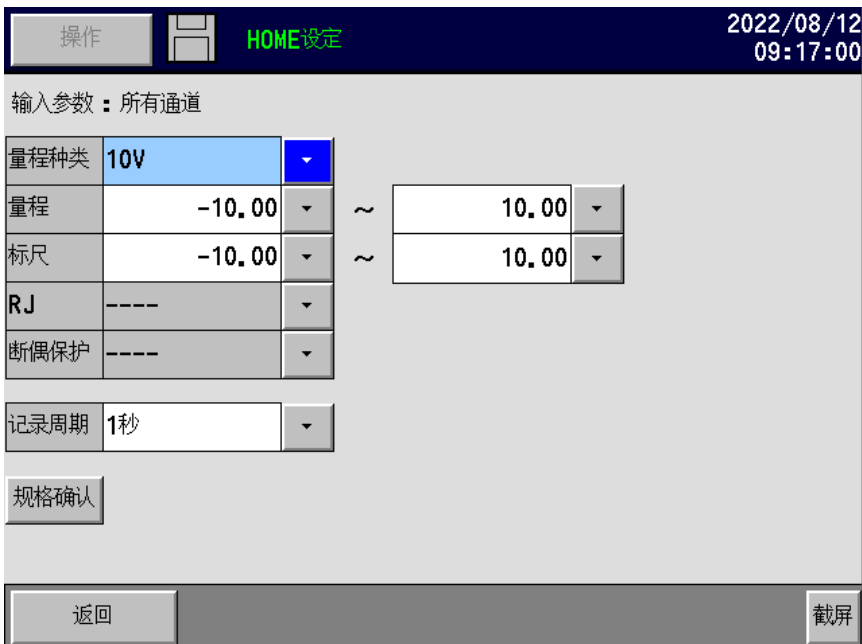 操作 HOME设定 2022/08/12
09:17:00
输入参数：所有通道
量程种类 10V
量程 -10.00 ~ 10.00
标尺 -10.00 ~ 10.00
RJ ----
断偶保护 ----
记录周期 1秒
规格确认
返回 截屏